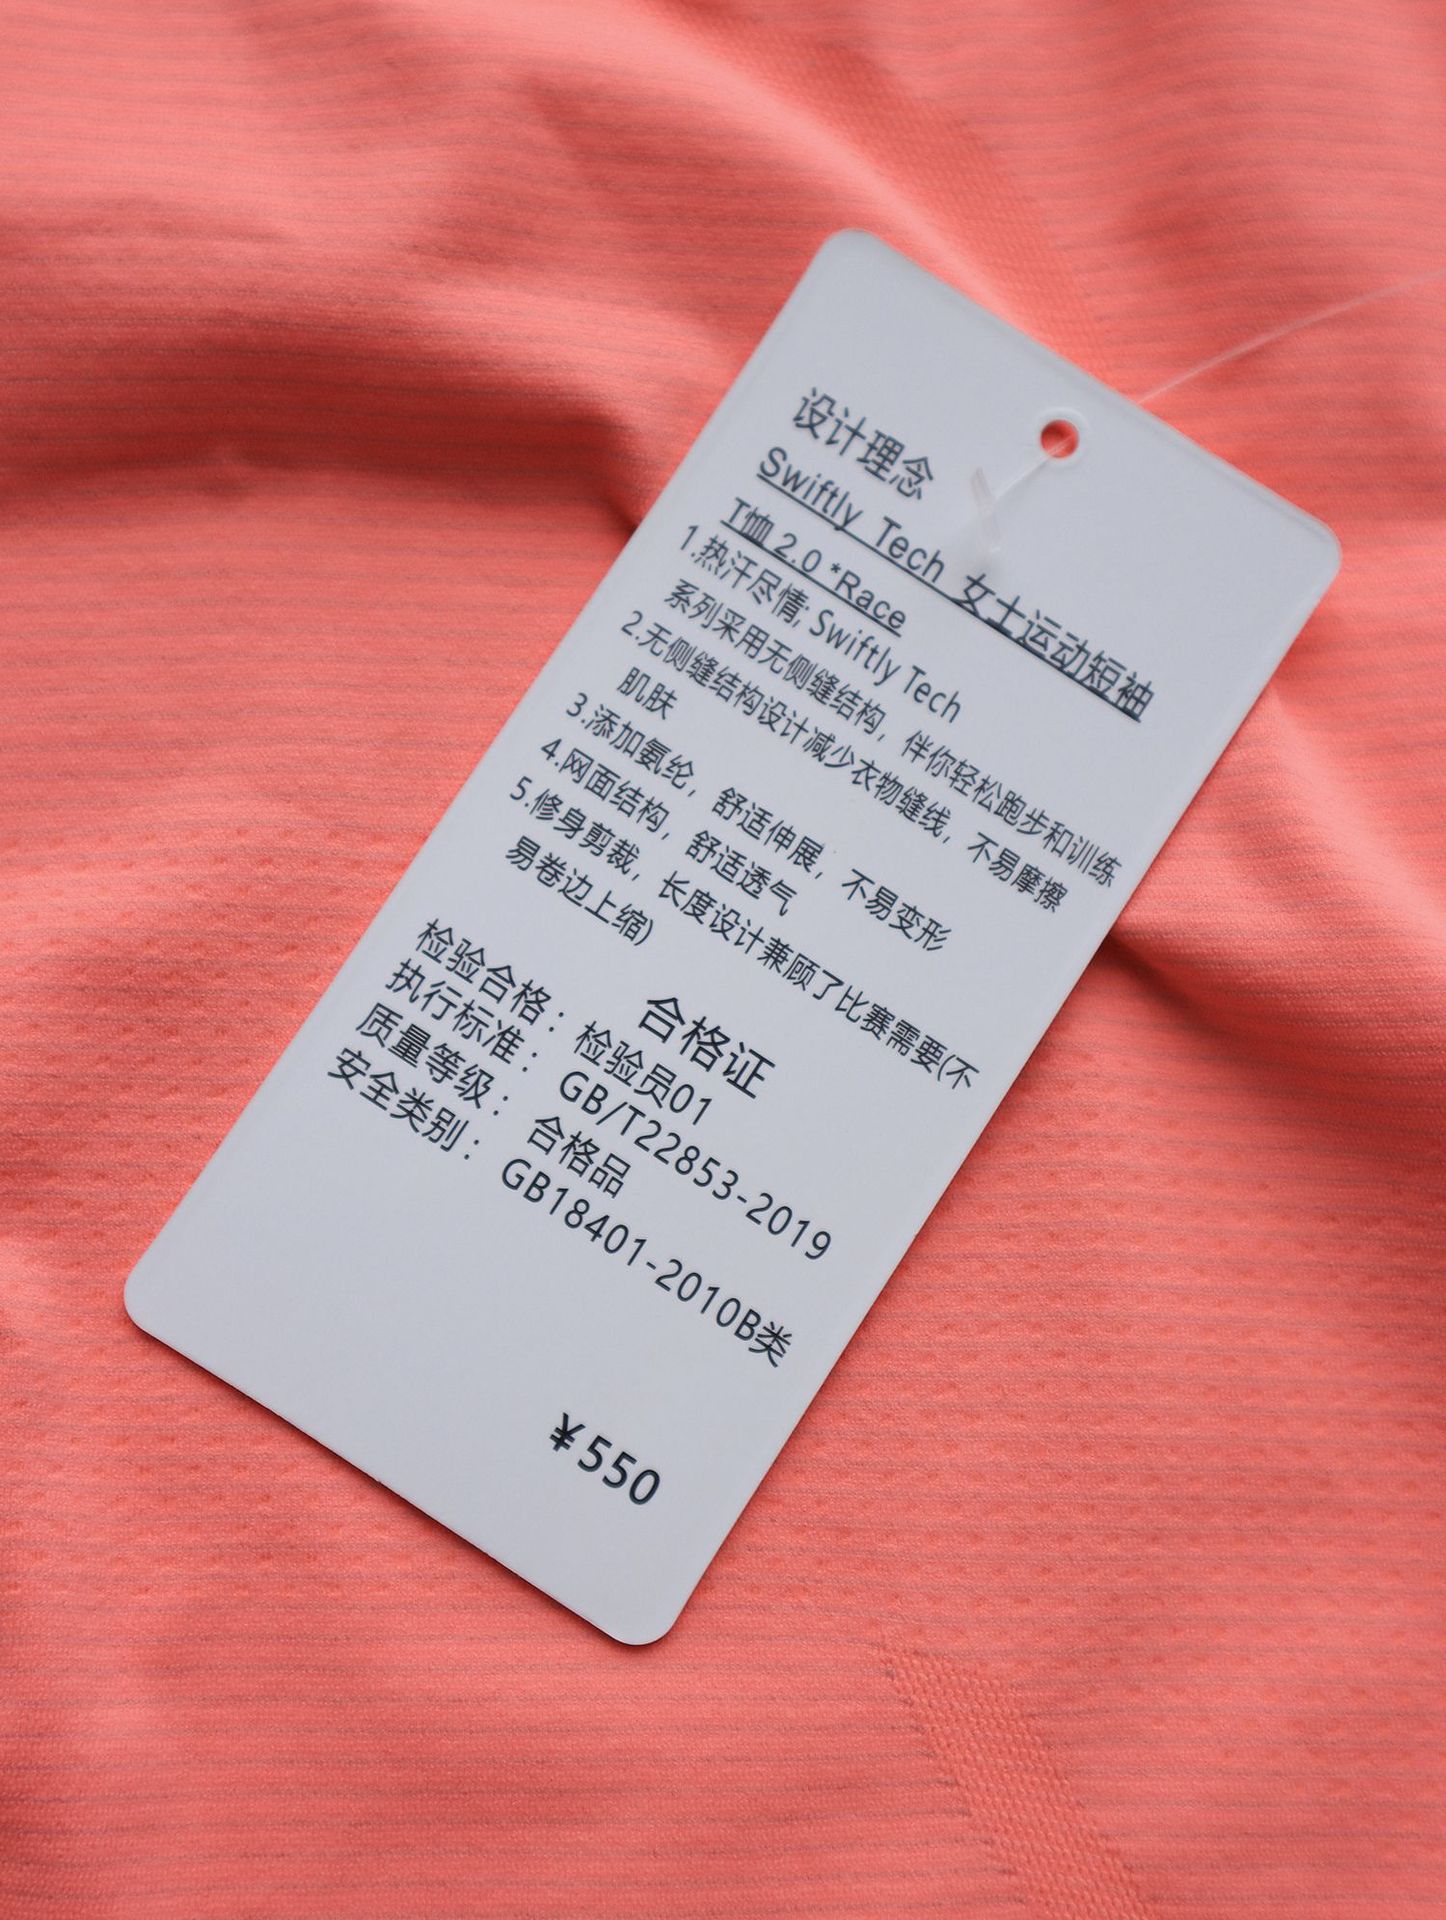 设计理念
Swiftly Tech 女士运动短袖
T恤 2.0 *Race
1.热汗尽情; Swiftly Tech
系列采用无侧缝结构，伴你轻松跑步和训练
2.无侧缝结构设计减少衣物缝线，不易摩擦
肌肤
3.添加氨纶，舒适伸展，不易变形
4.网面结构，舒适透气
5.修身剪裁，长度设计兼顾了比赛需要(不
易卷边上缩)
合格证
检验合格：检验员01
执行标准：GB/T22853-2019
质量等级：合格品
安全类别：GB18401-2010B类
¥550